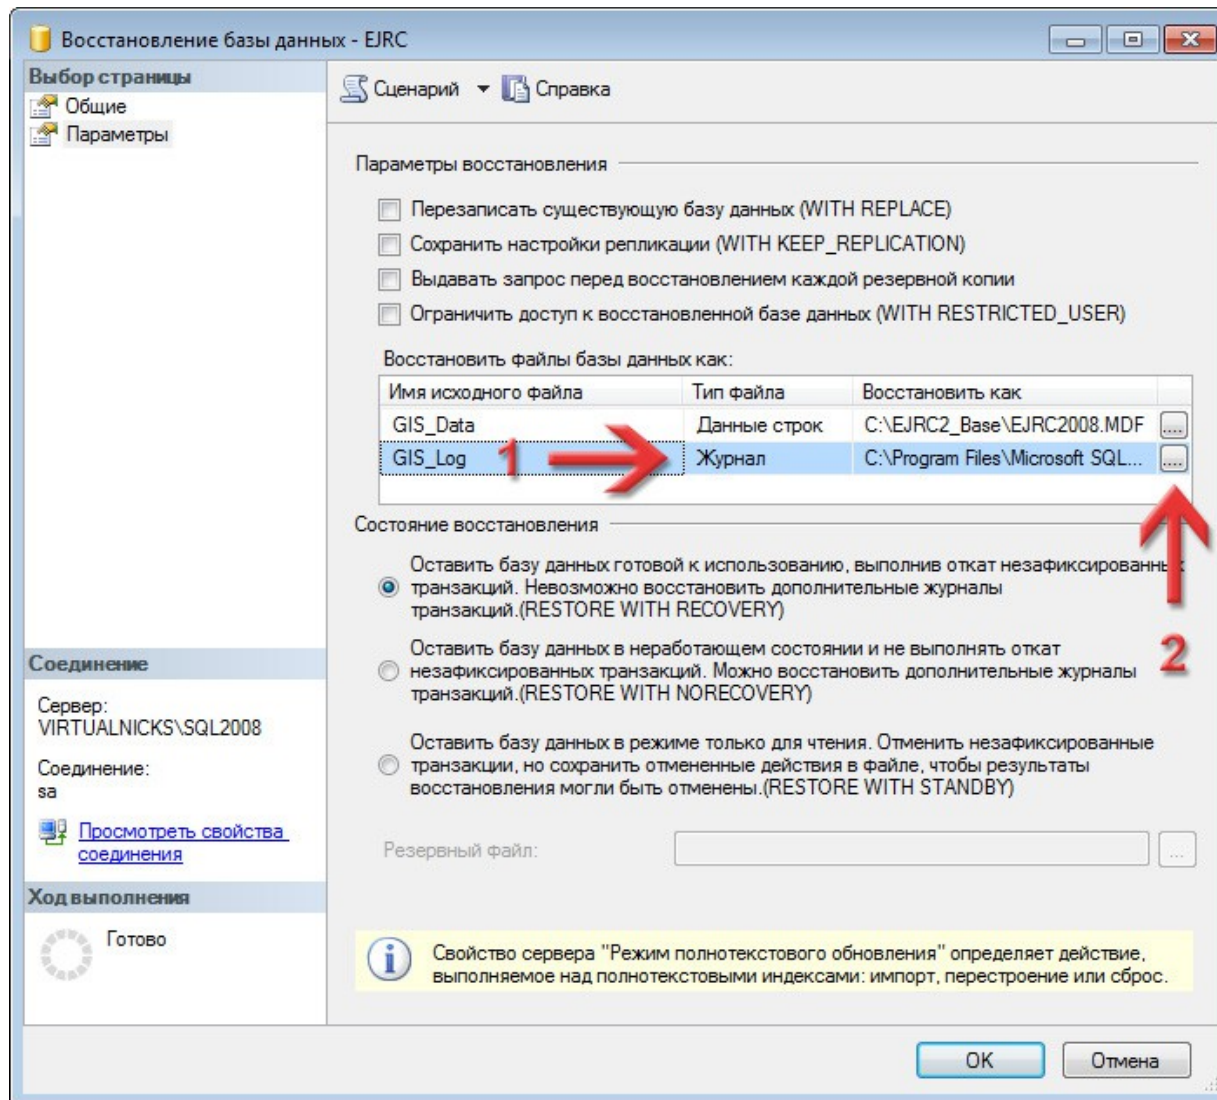 Восстановление базы данных - EJRC
Выбор страницы
Общие
Параметры
Сценарий
Справка
Параметры восстановления
Перезаписать существующую базу данных (WITH REPLACE)
Сохранить настройки репликации (WITH KEEP_REPLICATION)
Выдавать запрос перед восстановлением каждой резервной копии
Ограничить доступ к восстановленной базе данных (WITH RESTRICTED_USER)
Восстановить файлы базы данных как:
Имя исходного файла Тип файла Восстановить как
GIS_Data Данные строк C:\EJRC2_Base\EJRC2008.MDF ...
GIS_Log 1 Журнал C:\Program Files\Microsoft SQL... ...
2
Состояние восстановления
Оставить базу данных готовой к использованию, выполнив откат незафиксированных
транзакций. Невозможно восстановить дополнительные журналы
транзакций.(RESTORE WITH RECOVERY)
Оставить базу данных в неработающем состоянии и не выполнять откат
незафиксированных транзакций. Можно восстановить дополнительные журналы
транзакций.(RESTORE WITH NORECOVERY)
Оставить базу данных в режиме только для чтения. Отменить незафиксированные
транзакции, но сохранить отмененные действия в файле, чтобы результаты
восстановления могли быть отменены.(RESTORE WITH STANDBY)
Резервный файл: ...
Соединение
Сервер:
VIRTUALNICKS\SQL2008
Соединение:
sa
Просмотреть свойства
соединения
Ход выполнения
Готово
Свойство сервера "Режим полнотекстового обновления" определяет действие,
выполняемое над полнотекстовыми индексами: импорт, перестроение или сброс.
OK Отмена